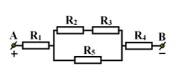 A R₁ R₂ R₃ R₄ B
+ R₅ −